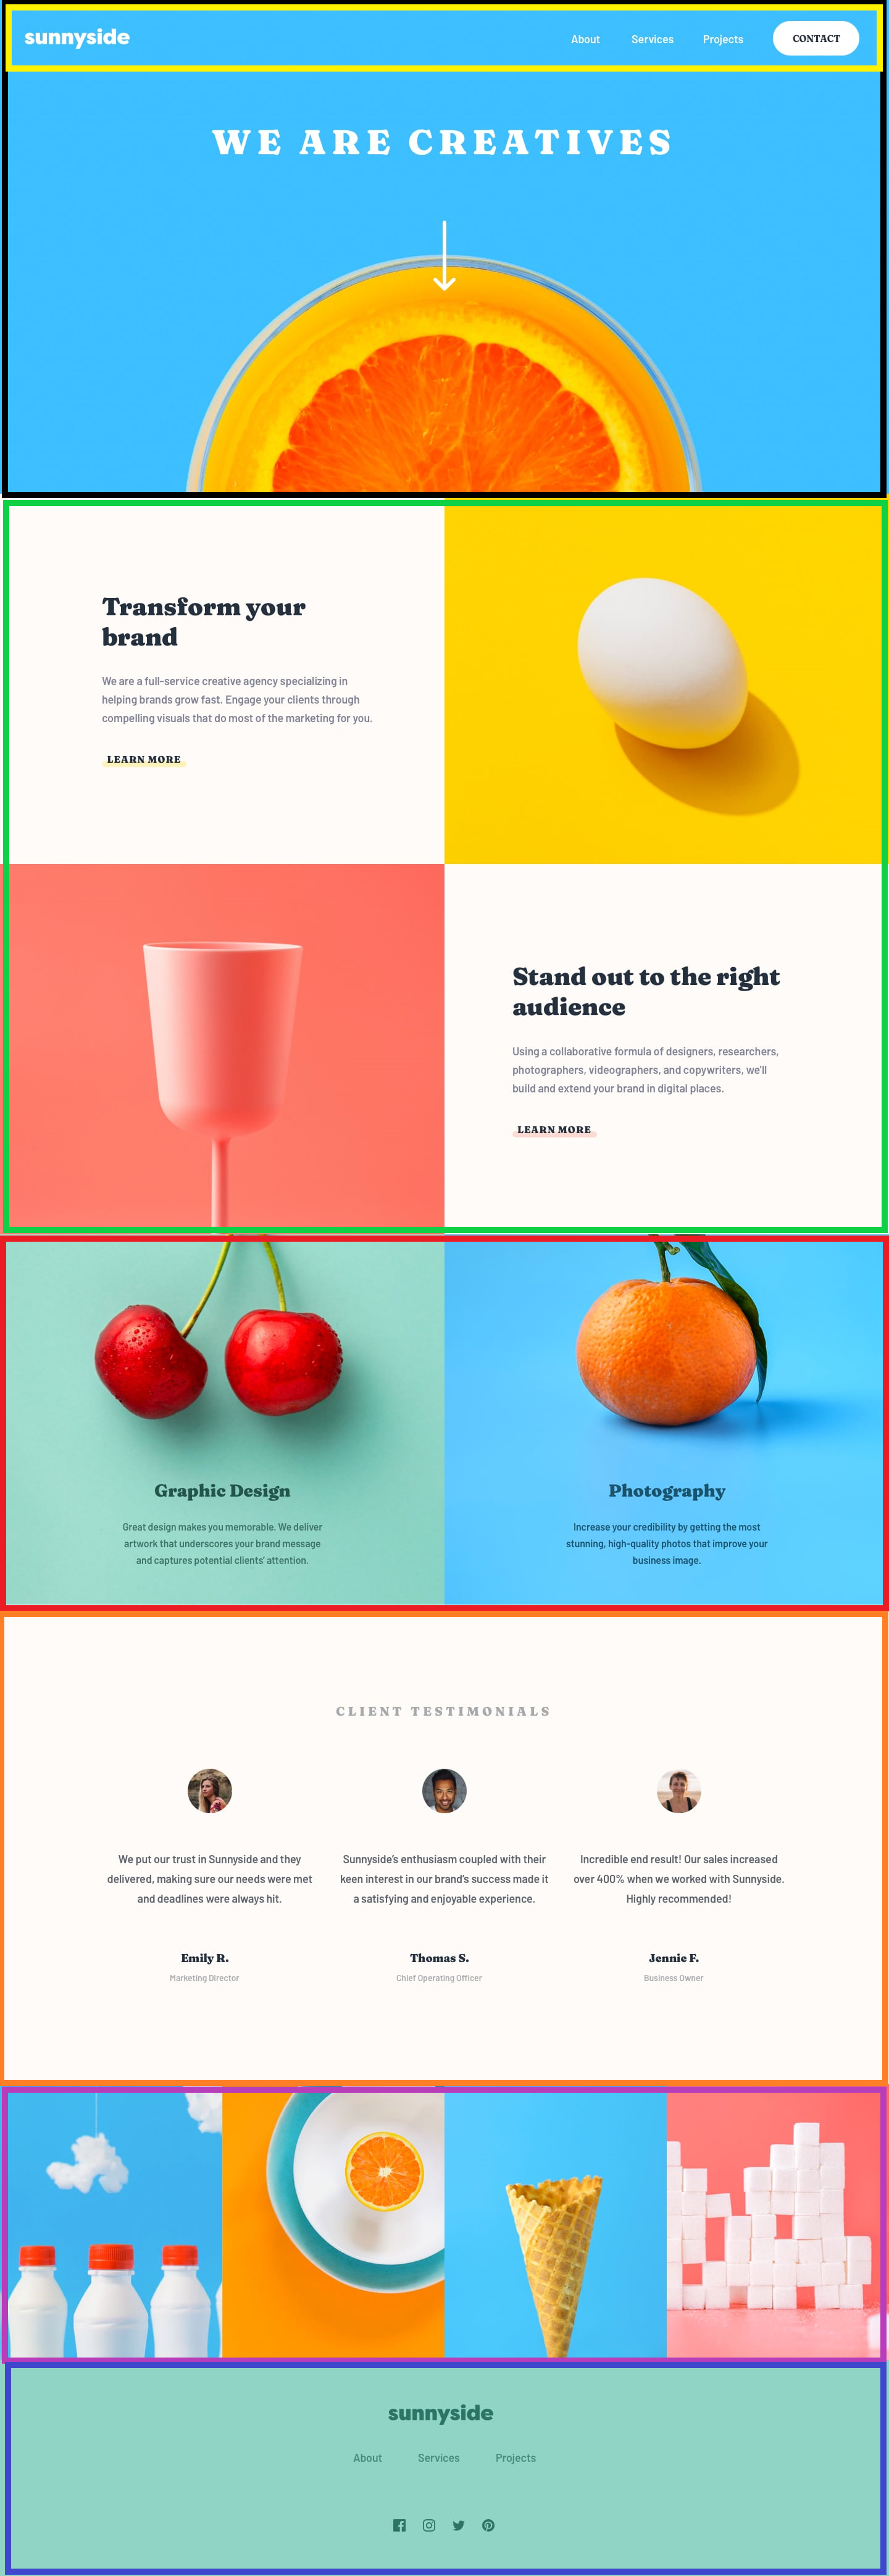 sunnyside
About Services Projects CONTACT
WE ARE CREATIVES
Transform your
brand
We are a full-service creative agency specializing in
helping brands grow fast. Engage your clients through
compelling visuals that do most of the marketing for you.
LEARN MORE
Stand out to the right
audience
Using a collaborative formula of designers, researchers,
photographers, videographers, and copywriters, we'll
build and extend your brand in digital places.
LEARN MORE
Graphic Design
Great design makes you memorable. We deliver
artwork that underscores your brand message
and captures potential clients' attention.
Photography
Increase your credibility by getting the most
stunning, high-quality photos that improve your
business image.
CLIENT TESTIMONIALS
We put our trust in Sunnyside and they
delivered, making sure our needs were met
and deadlines were always hit.
Emily R.
Marketing Director
Sunnyside's enthusiasm coupled with their
keen interest in our brand's success made it
a satisfying and enjoyable experience.
Thomas S.
Chief Operating Officer
Incredible end result! Our sales increased
over 400% when we worked with Sunnyside.
Highly recommended!
Jennie F.
Business Owner
sunnyside
About Services Projects